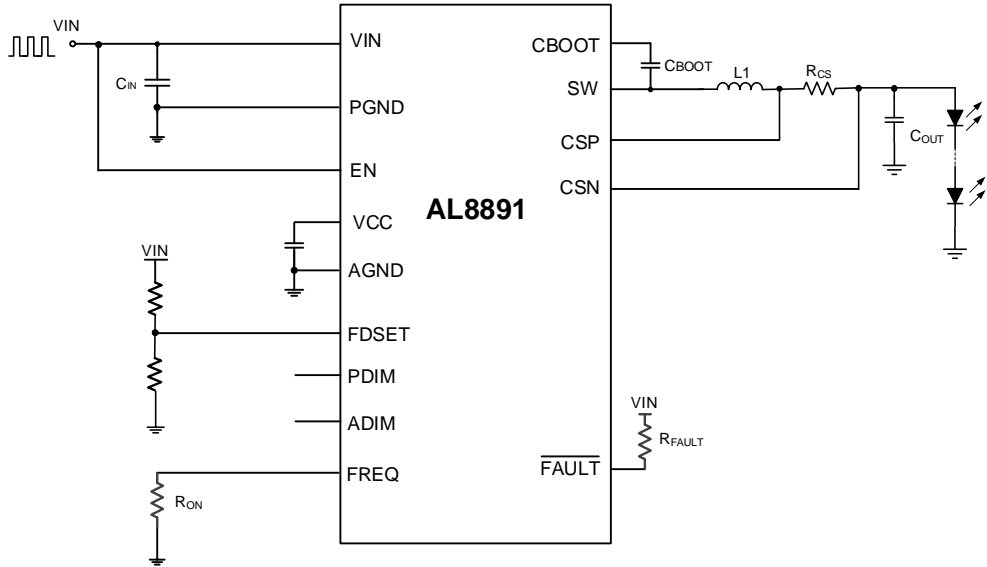 VIN
CIN
VIN
PGND
EN
VCC
AGND
VIN
FDSET
PDIM
ADIM
FREQ
RON
AL8891
CBOOT
CBOOT
SW
L1
RCS
CSP
COUT
CSN
VIN
RFAULT
FAULT